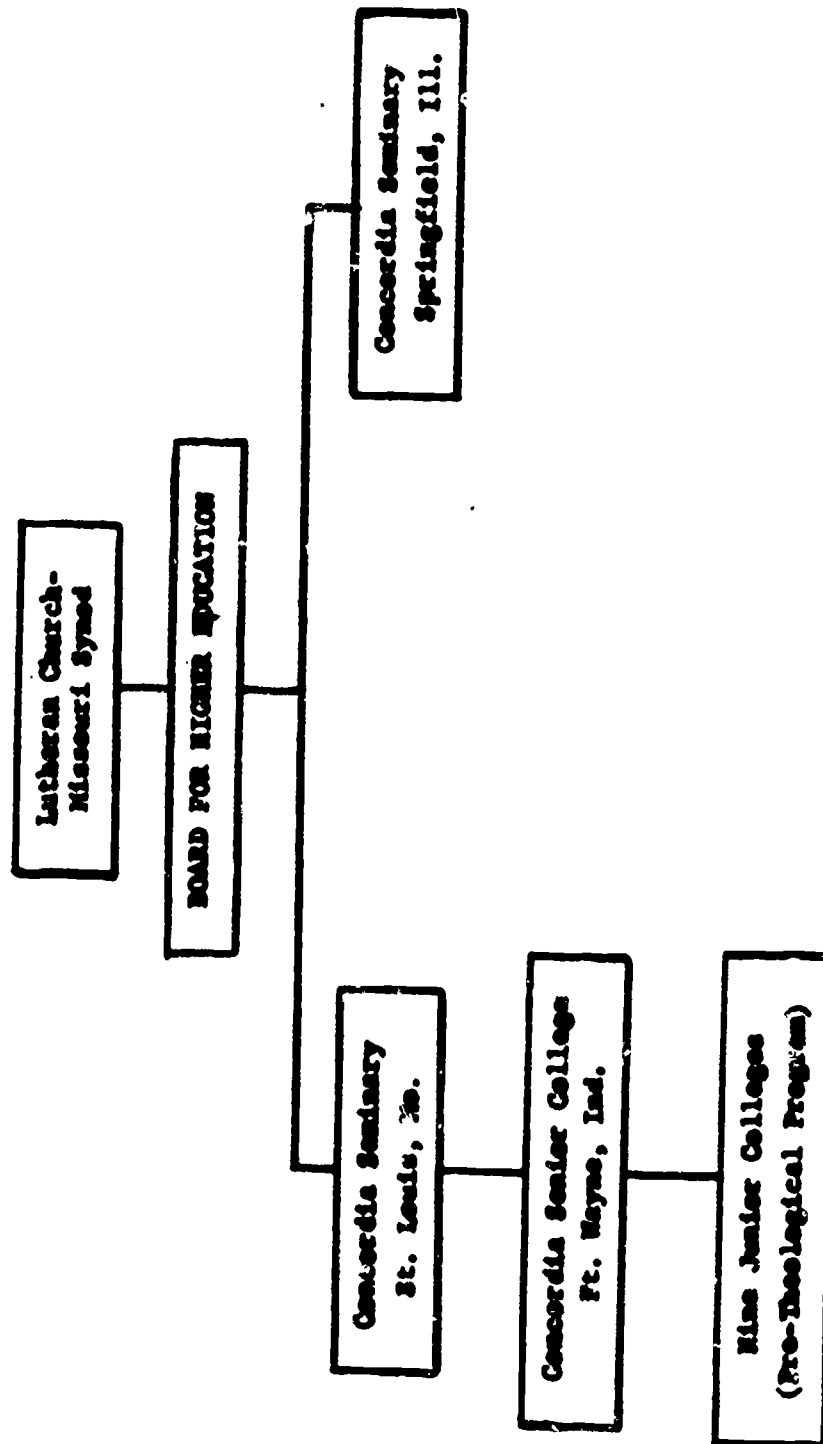 Lutheran Church-
Missouri Synod
BOARD FOR HIGHER EDUCATION
Concordia Seminary
St. Louis, Mo.
Concordia Seminary
Springfield, Ill.
Concordia Senior College
Ft. Wayne, Ind.
Nine Junior Colleges
(Pre-Theological Program)